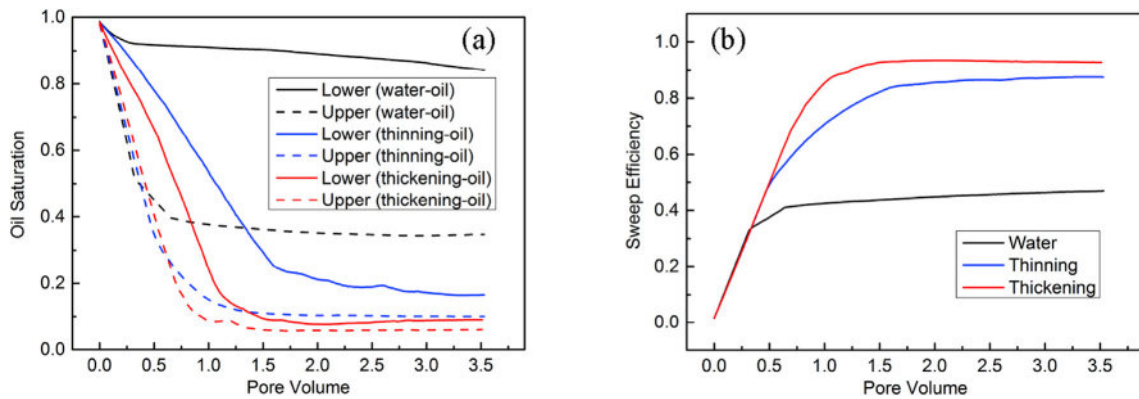 (a)
Oil Saturation
1.0
0.8
0.6
0.4
0.2
0.0
Lower (water-oil)
Upper (water-oil)
Lower (thinning-oil)
Upper (thinning-oil)
Lower (thickening-oil)
Upper (thickening-oil)
0.0 0.5 1.0 1.5 2.0 2.5 3.0 3.5
Pore Volume
(b)
Sweep Efficiency
1.0
0.8
0.6
0.4
0.2
0.0
Water
Thinning
Thickening
0.0 0.5 1.0 1.5 2.0 2.5 3.0 3.5
Pore Volume